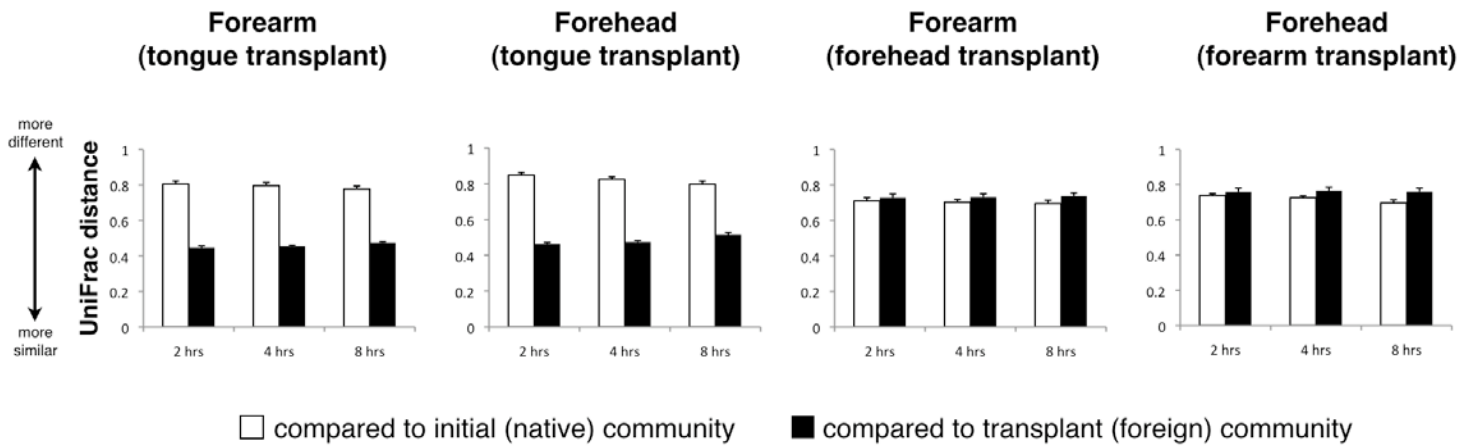 Forearm
(tongue transplant)
Forehead
(tongue transplant)
Forearm
(forehead transplant)
Forehead
(forearm transplant)
more
different
more
similar
UniFrac distance
1
0.8
0.6
0.4
0.2
0
2 hrs 4 hrs 8 hrs
1
0.8
0.6
0.4
0.2
0
2 hrs 4 hrs 8 hrs
1
0.8
0.6
0.4
0.2
0
2 hrs 4 hrs 8 hrs
1
0.8
0.6
0.4
0.2
0
2 hrs 4 hrs 8 hrs
compared to initial (native) community
compared to transplant (foreign) community